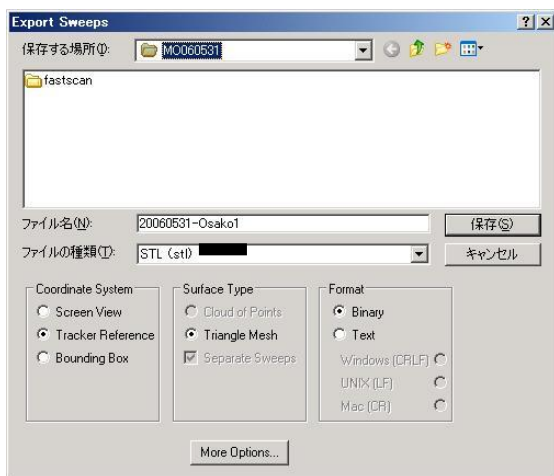 Export Sweeps
保存する場所(I):
MO060531
fastscan
ファイル名(N):
20060531-Osako1
保存(S)
ファイルの種類(T):
STL (stl)
キャンセル
Coordinate System
Screen View
Tracker Reference
Bounding Box
Surface Type
Cloud of Points
Triangle Mesh
Separate Sweeps
Format
Binary
Text
Windows (CRLF)
UNIX (LF)
Mac (CR)
More Options...